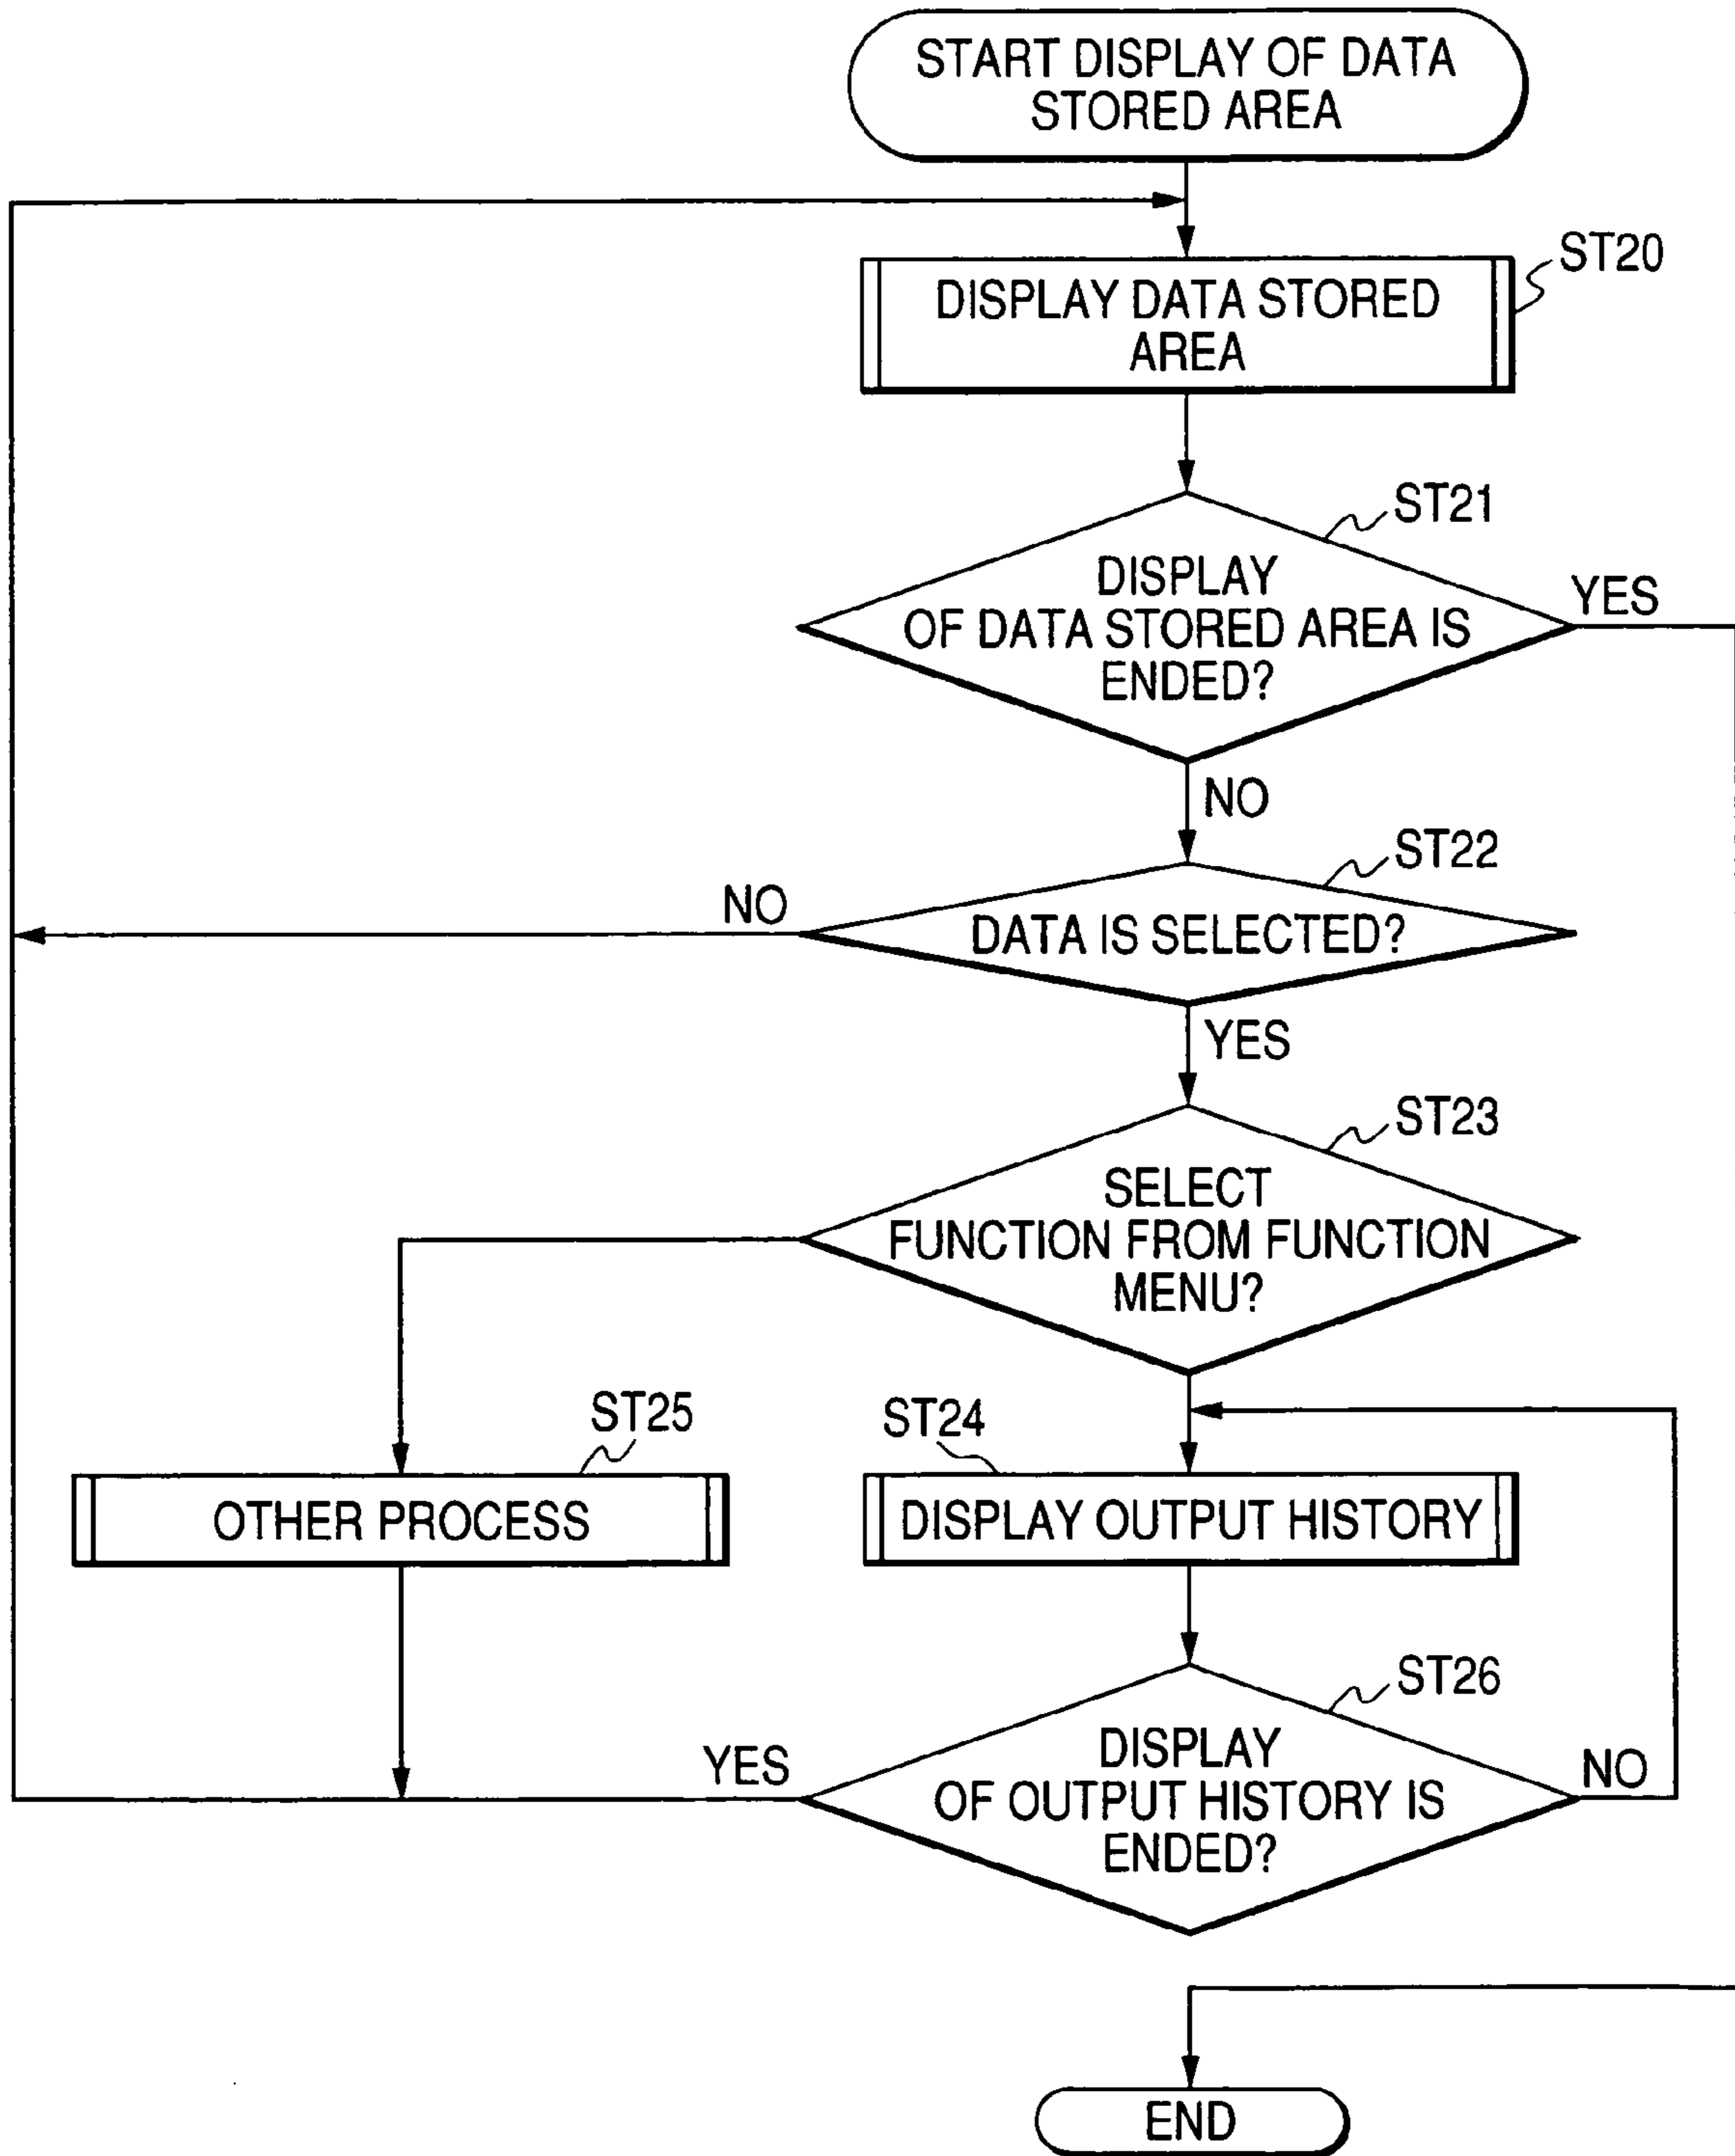 START DISPLAY OF DATA
STORED AREA
ST20
DISPLAY DATA STORED
AREA
ST21
DISPLAY
OF DATA STORED AREA IS
ENDED?
YES
NO
ST22
NO
DATA IS SELECTED?
YES
ST23
SELECT
FUNCTION FROM FUNCTION
MENU?
ST25
ST24
OTHER PROCESS
DISPLAY OUTPUT HISTORY
ST26
YES
DISPLAY
OF OUTPUT HISTORY IS
ENDED?
NO
END